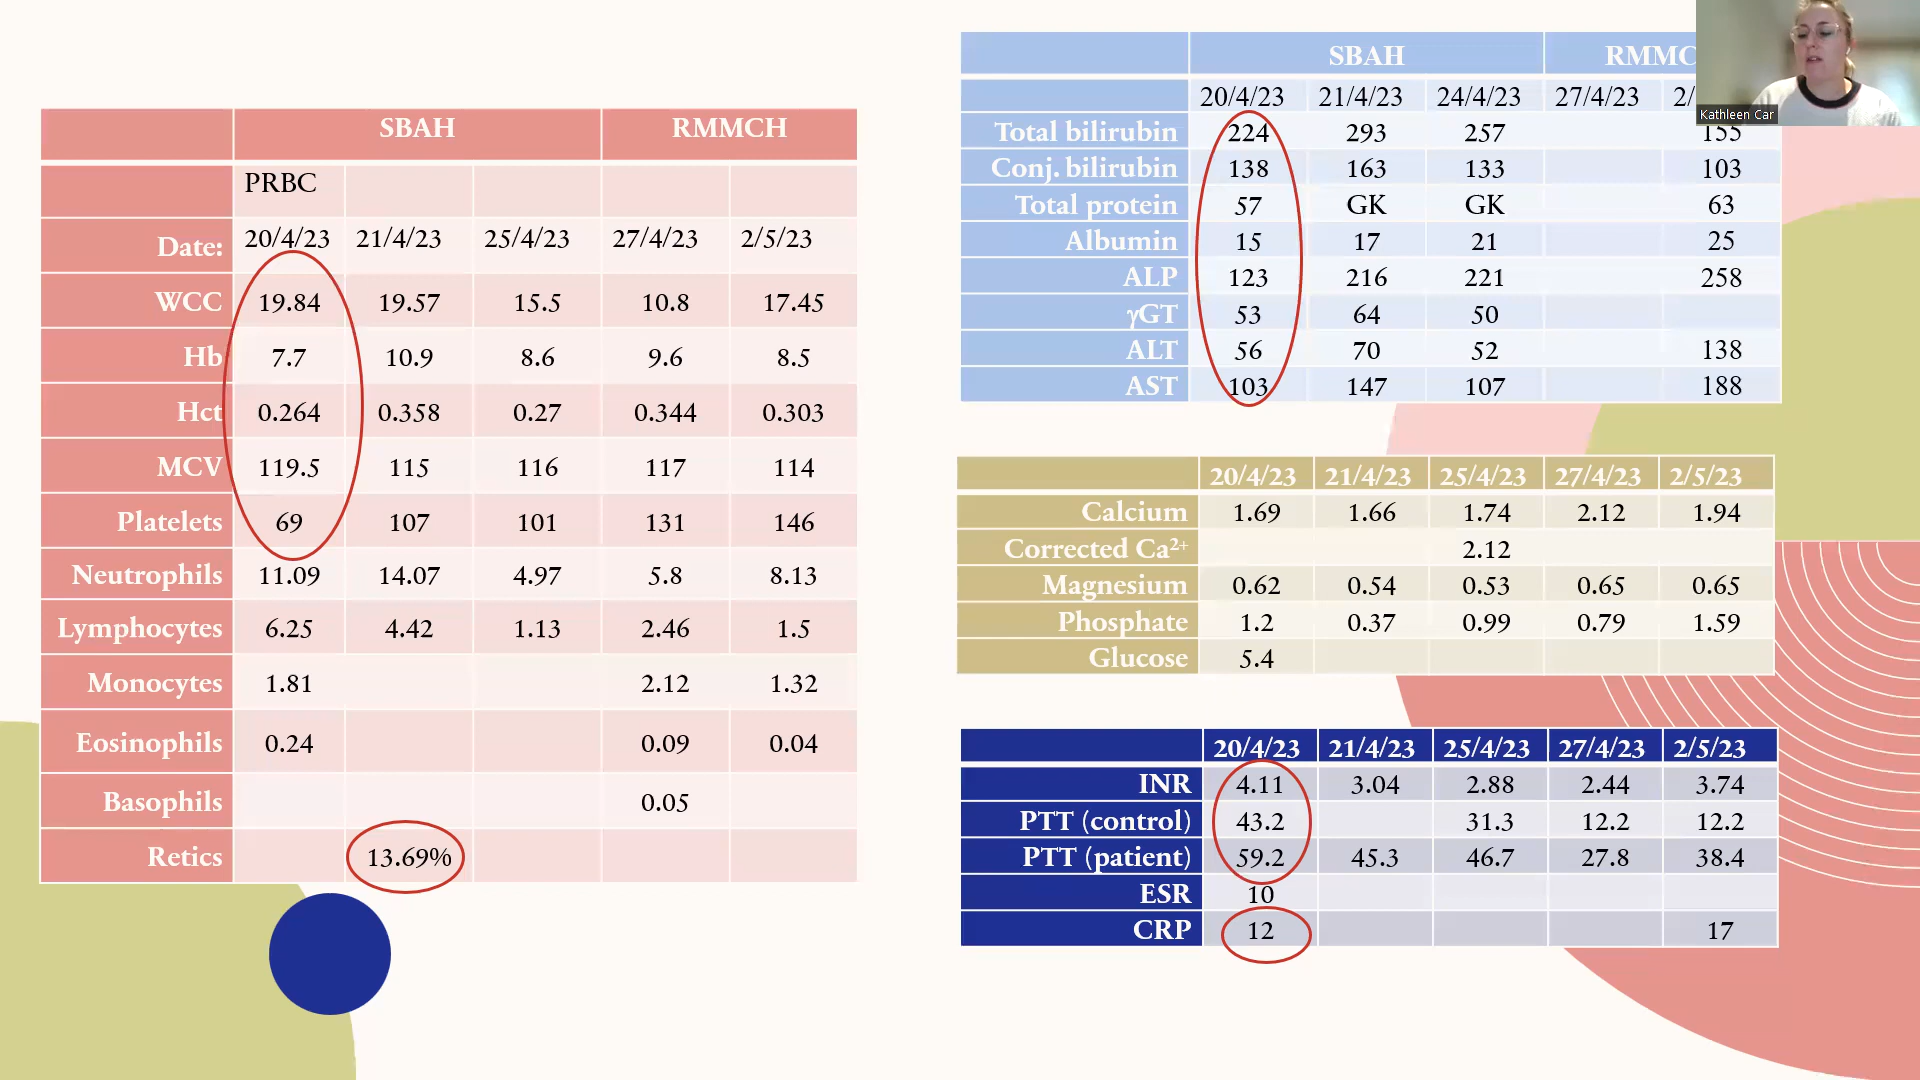 SBAH RMMCH
PRBC
Date: 20/4/23 21/4/23 25/4/23 27/4/23 2/5/23
WCC 19.84 19.57 15.5 10.8 17.45
Hb 7.7 10.9 8.6 9.6 8.5
Hct 0.264 0.358 0.27 0.344 0.303
MCV 119.5 115 116 117 114
Platelets 69 107 101 131 146
Neutrophils 11.09 14.07 4.97 5.8 8.13
Lymphocytes 6.25 4.42 1.13 2.46 1.5
Monocytes 1.81 2.12 1.32
Eosinophils 0.24 0.09 0.04
Basophils 0.05
Retics 13.69%
SBAH RMMC
20/4/23 21/4/23 24/4/23 27/4/23 2/
Total bilirubin 224 293 257 155
Conj. bilirubin 138 163 133 103
Total protein 57 GK GK 63
Albumin 15 17 21 25
ALP 123 216 221 258
γGT 53 64 50
ALT 56 70 52 138
AST 103 147 107 188
20/4/23 21/4/23 25/4/23 27/4/23 2/5/23
Calcium 1.69 1.66 1.74 2.12 1.94
Corrected Ca²⁺ 2.12
Magnesium 0.62 0.54 0.53 0.65 0.65
Phosphate 1.2 0.37 0.99 0.79 1.59
Glucose 5.4
20/4/23 21/4/23 25/4/23 27/4/23 2/5/23
INR 4.11 3.04 2.88 2.44 3.74
PTT (control) 43.2 31.3 12.2 12.2
PTT (patient) 59.2 45.3 46.7 27.8 38.4
ESR 10
CRP 12 17
Kathleen Car